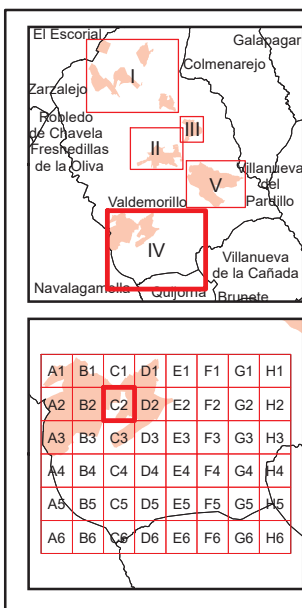 El Escorial
Galapagar
I
Colmenarejo
Zarzalejo
Robledo
de Chavela
III
Fresnedillas
de la Oliva
II
V
Villanueva
del
Pardillo
Valdemorillo
IV
Villanueva
de la Cañada
Navalagamella
Quijorna
Brunete
A1 B1 C1 D1 E1 F1 G1 H1
A2 B2 C2 D2 E2 F2 G2 H2
A3 B3 C3 D3 E3 F3 G3 H3
A4 B4 C4 D4 E4 F4 G4 H4
A5 B5 C5 D5 E5 F5 G5 H5
A6 B6 C6 D6 E6 F6 G6 H6